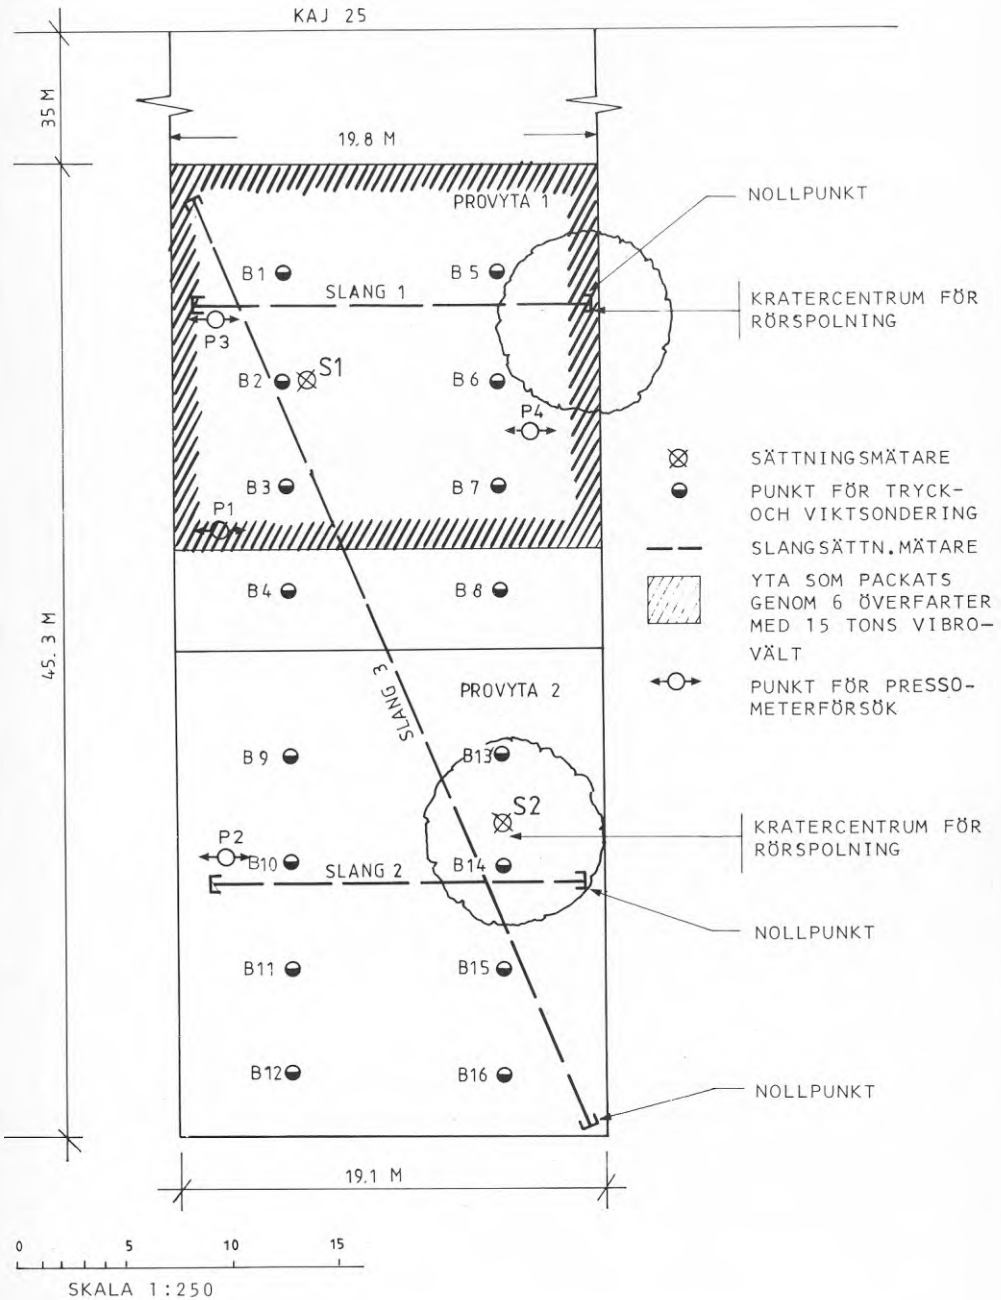 KAJ 25
35 M
19.8 M
PROVYTA 1
NOLLPUNKT
B1
B5
SLANG 1
KRATERCENTRUM FÖR
RÖRSPOLNING
P3
B2
S1
B6
P4
B3
B7
P1
SÄTTNINGSMÄTARE
PUNKT FÖR TRYCK-
OCH VIKTSONDERING
SLANGSÄTTN.MÄTARE
YTA SOM PACKATS
GENOM 6 ÖVERFARTER
MED 15 TONS VIBRO-
VÄLT
PUNKT FÖR PRESSO-
METERFÖRSÖK
B4
B8
45.3 M
SLANG 3
PROVYTA 2
B9
B13
S2
KRATERCENTRUM FÖR
RÖRSPOLNING
P2
B10
SLANG 2
B14
NOLLPUNKT
B11
B15
B12
B16
NOLLPUNKT
19.1 M
0 5 10 15
SKALA 1:250